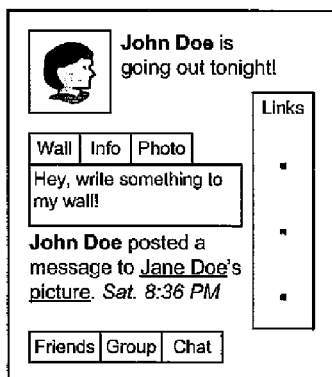 John Doe is
going out tonight!
Links
Wall Info Photo
Hey, write something to
my wall!
John Doe posted a
message to Jane Doe's
picture. Sat. 8:36 PM
Friends Group Chat